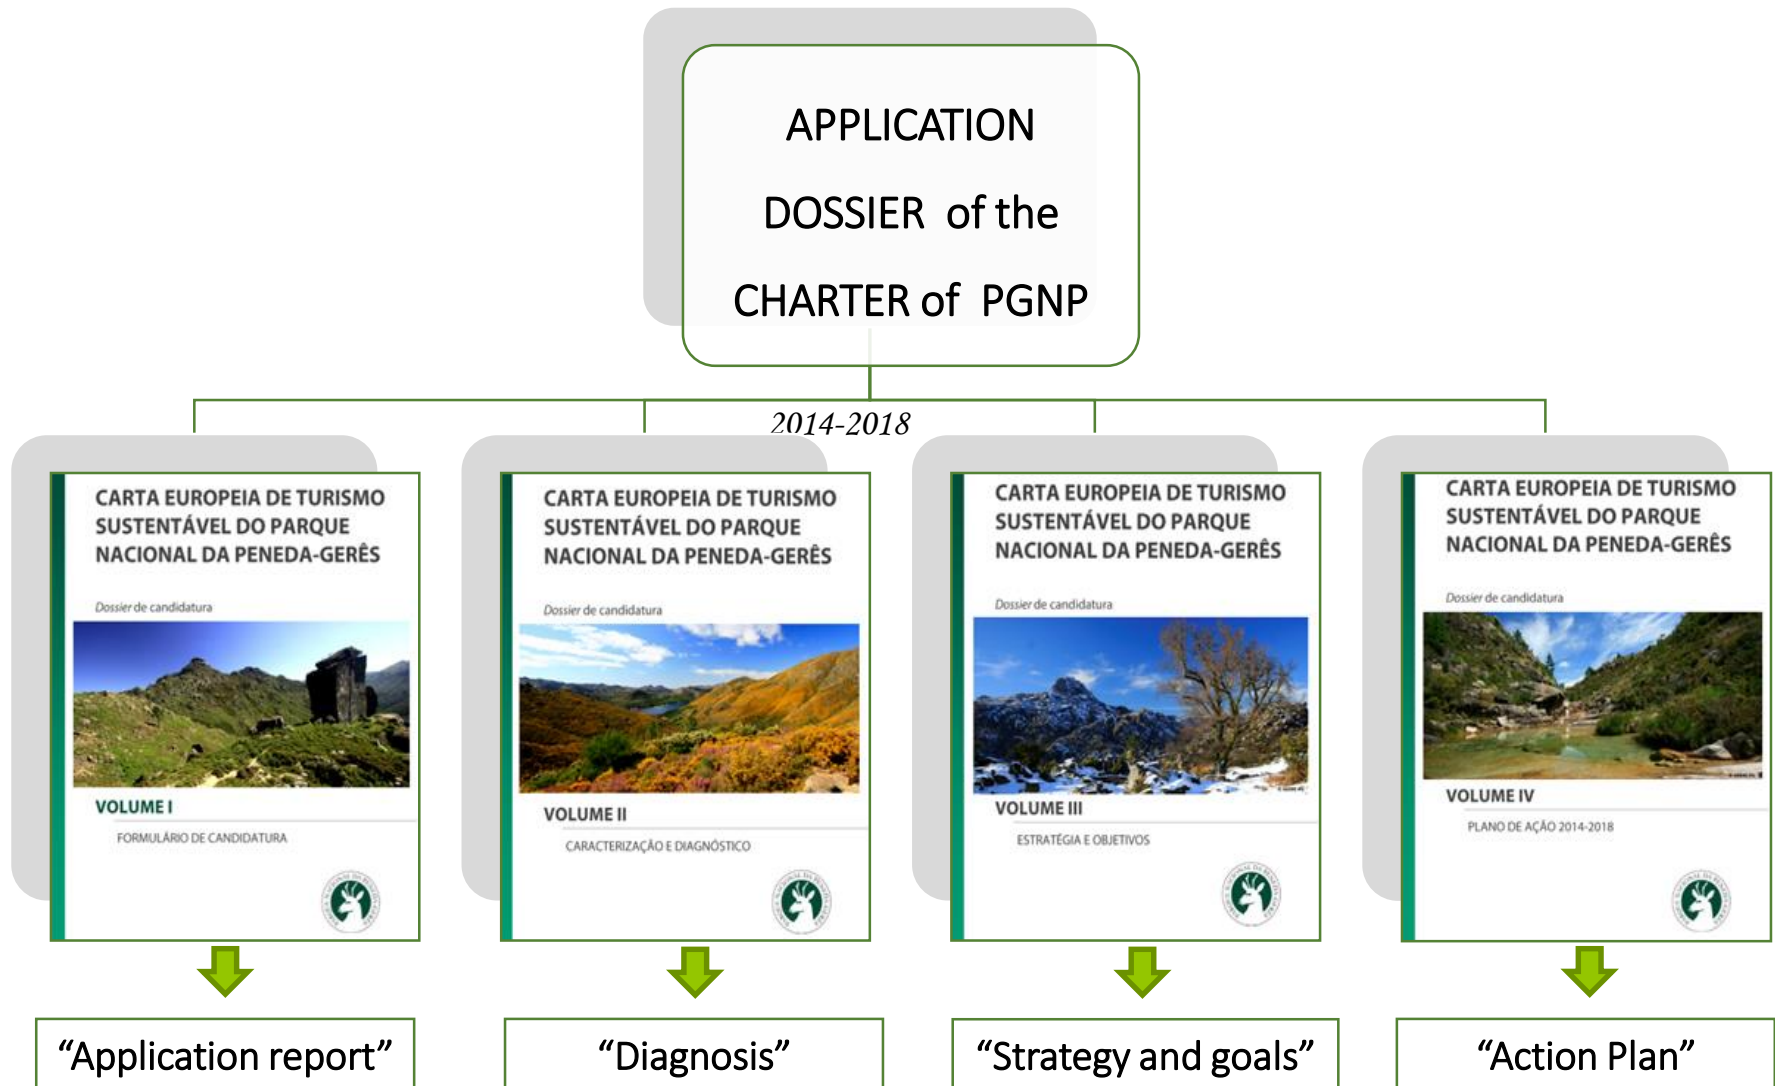 APPLICATION
DOSSIER of the
CHARTER of PGNP
2014-2018
CARTA EUROPEIA DE TURISMO
SUSTENTÁVEL DO PARQUE
NACIONAL DA PENEDA-GERÊS
Dossier de candidatura
VOLUME I
FORMULÁRIO DE CANDIDATURA
CARTA EUROPEIA DE TURISMO
SUSTENTÁVEL DO PARQUE
NACIONAL DA PENEDA-GERÊS
Dossier de candidatura
VOLUME II
CARACTERIZAÇÃO E DIAGNÓSTICO
CARTA EUROPEIA DE TURISMO
SUSTENTÁVEL DO PARQUE
NACIONAL DA PENEDA-GERÊS
Dossier de candidatura
VOLUME III
ESTRATÉGIA E OBJETIVOS
CARTA EUROPEIA DE TURISMO
SUSTENTÁVEL DO PARQUE
NACIONAL DA PENEDA-GERÊS
Dossier de candidatura
VOLUME IV
PLANO DE AÇÃO 2014-2018
“Application report”
“Diagnosis”
“Strategy and goals”
“Action Plan”